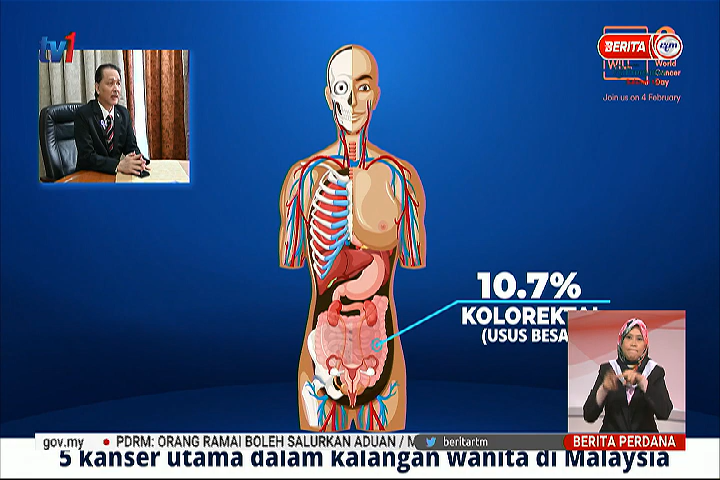 tv1
BERITA rtm
WILL
World
Cancer
Day
Join us on 4 February
10.7%
KOLOREKTAL
(USUS BESA
gov.my • PDRM: ORANG RAMAI BOLEH SALURKAN ADUAN / M
beritartm
BERITA PERDANA
5 kanser utama dalam kalangan wanita di Malaysia